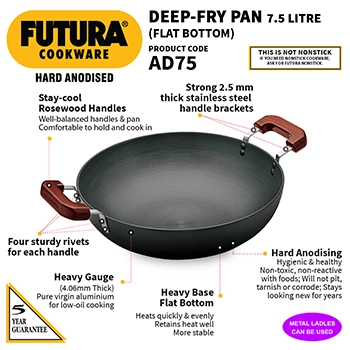 FUTURA®
COOKWARE
HARD ANODISED
DEEP-FRY PAN 7.5 LITRE
(FLAT BOTTOM)
PRODUCT CODE
AD75
THIS IS NOT NONSTICK
IF YOU NEED NONSTICK COOKWARE,
ASK FOR FUTURA NONSTICK.
Stay-cool
Rosewood Handles
Well-balanced handles & pan
Comfortable to hold and cook in
Strong 2.5 mm
thick stainless steel
handle brackets
Four sturdy rivets
for each handle
Heavy Gauge
(4.06mm Thick)
Pure virgin aluminium
for low-oil cooking
Heavy Base
Flat Bottom
Heats quickly & evenly
Retains heat well
More stable
Hard Anodising
Hygienic & healthy
Non-toxic, non-reactive
with foods; Will not pit,
tarnish or corrode; Stays
looking new for years
5
YEAR
GUARANTEE
METAL LADLES
CAN BE USED